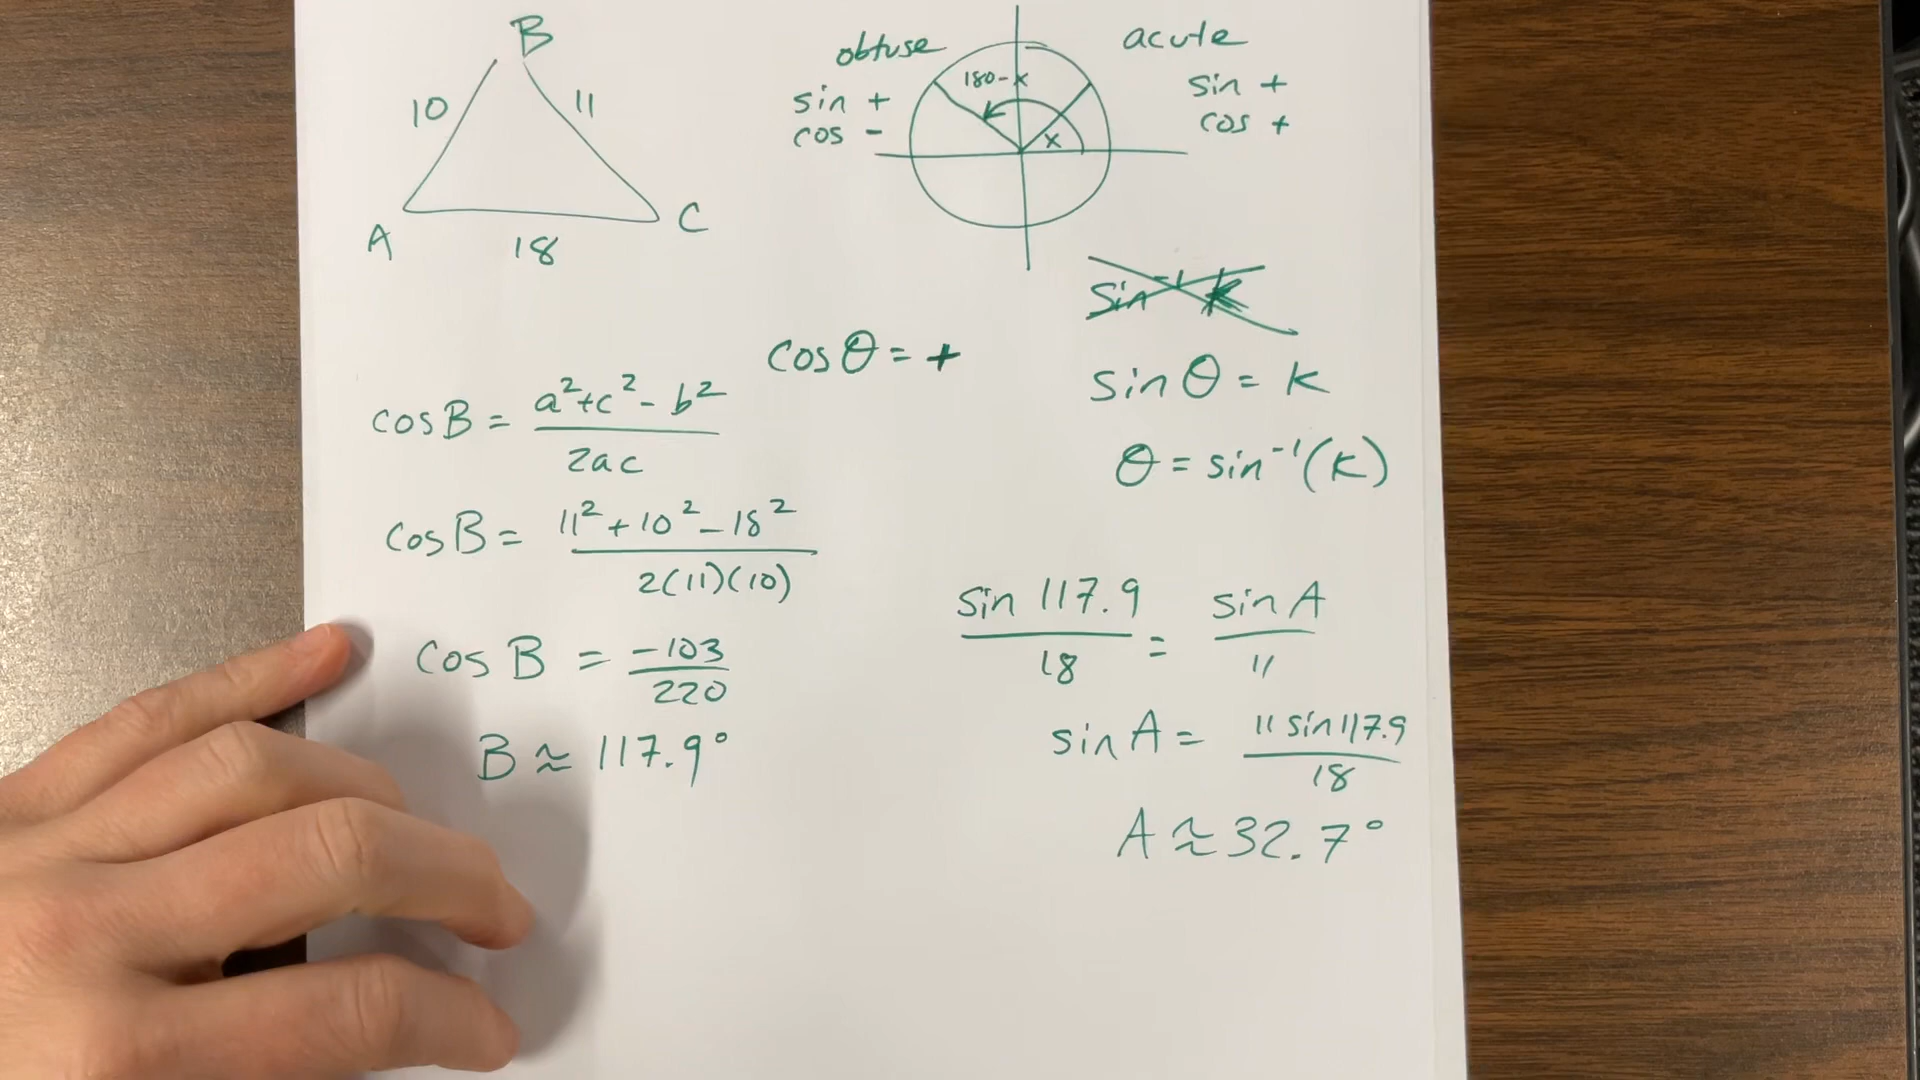 B
10
11
A
18
C
obtuse
sin +
cos -
180-x
x
acute
sin +
cos +
sin⁻¹ k
cos θ = +
sin θ = k
θ = sin⁻¹(k)
cos B = a²+c²-b² / 2ac
cos B = 11²+10²-18² / 2(11)(10)
cos B = -103 / 220
B ≈ 117.9°
sin 117.9 / 18 = sin A / 11
sin A = 11 sin 117.9 / 18
A ≈ 32.7°